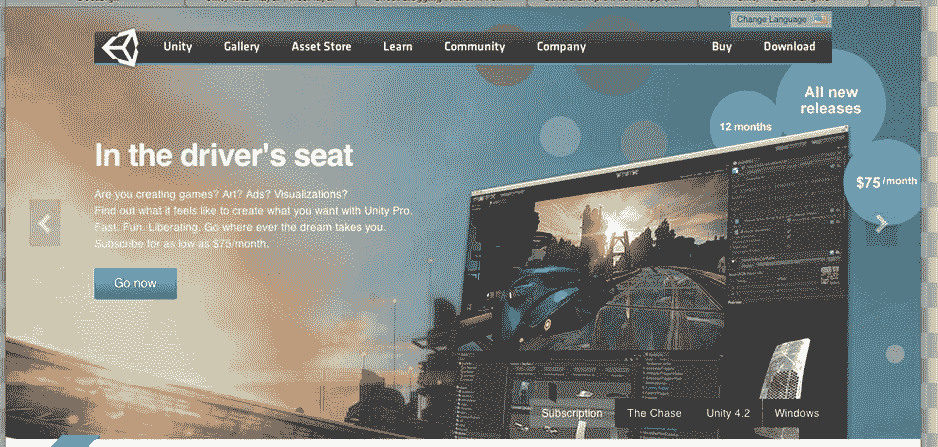 Change Language
Unity Gallery Asset Store Learn Community Company Buy Download
All new
releases
12 months
$75/month
In the driver's seat
Are you creating games? Art? Ads? Visualizations?
Find out what it feels like to create what you want with Unity Pro.
Fast. Fun. Liberating. Go where ever the dream takes you.
Subscribe for as low as $75/month.
Go now
Subscription The Chase Unity 4.2 Windows